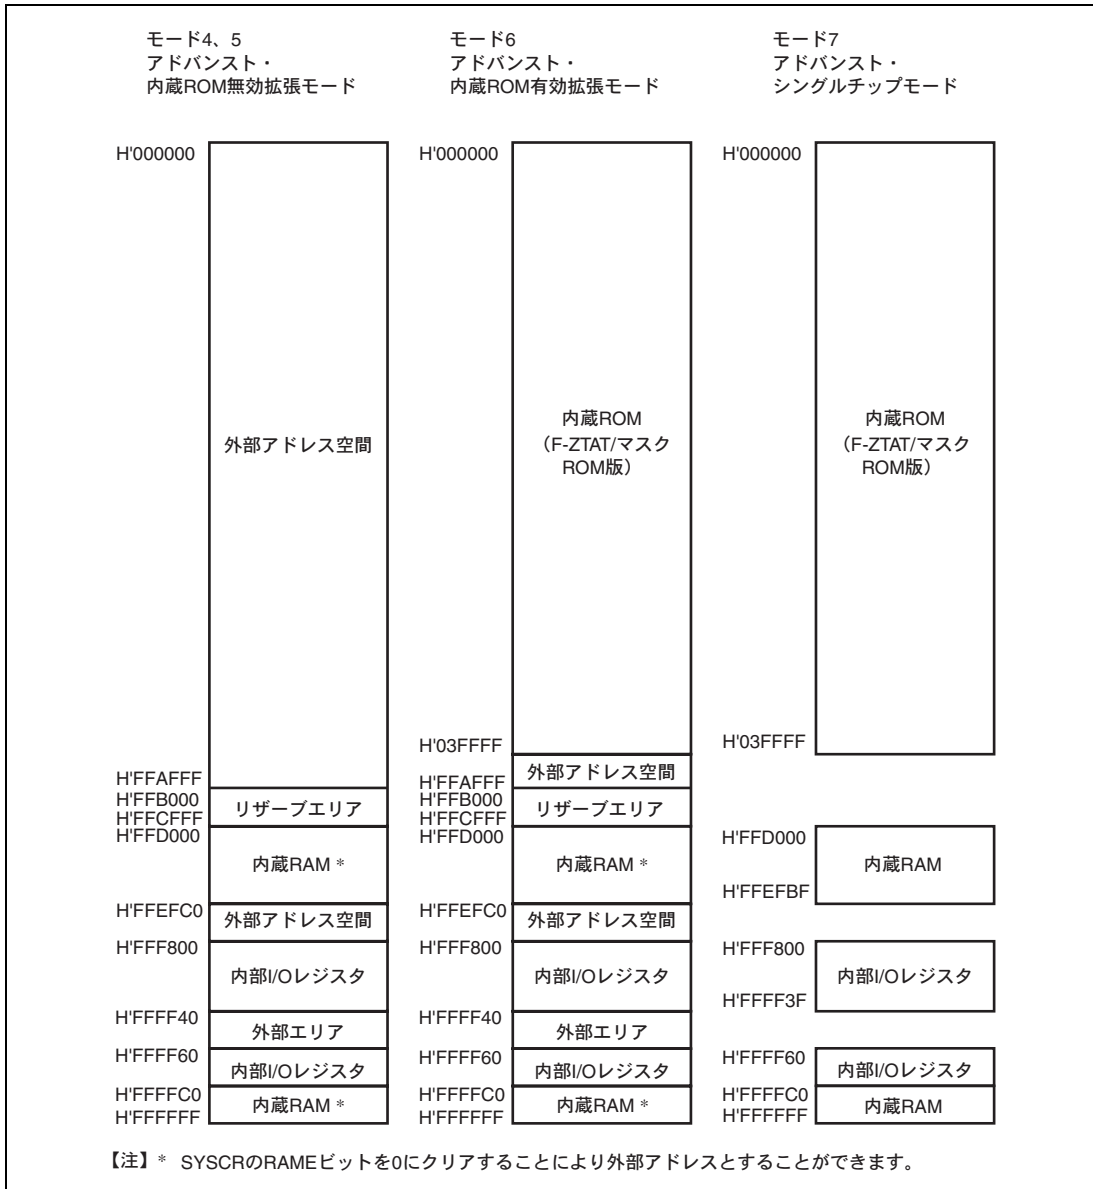 モード4、5
アドバンスト・
内蔵ROM無効拡張モード
モード6
アドバンスト・
内蔵ROM有効拡張モード
モード7
アドバンスト・
シングルチップモード
H'000000
外部アドレス空間
H'FFAFFF
H'FFB000
リザーブエリア
H'FFCFFF
H'FFD000
内蔵RAM *
H'FFEFC0
外部アドレス空間
H'FFF800
内部I/Oレジスタ
H'FFFF40
外部エリア
H'FFFF60
内部I/Oレジスタ
H'FFFFC0
内蔵RAM *
H'FFFFFF
H'000000
内蔵ROM
（F-ZTAT/マスク
ROM版）
H'03FFFF
外部アドレス空間
H'FFAFFF
H'FFB000
リザーブエリア
H'FFCFFF
H'FFD000
内蔵RAM *
H'FFEFC0
外部アドレス空間
H'FFF800
内部I/Oレジスタ
H'FFFF40
外部エリア
H'FFFF60
内部I/Oレジスタ
H'FFFFC0
内蔵RAM *
H'FFFFFF
H'000000
内蔵ROM
（F-ZTAT/マスク
ROM版）
H'03FFFF
H'FFD000
内蔵RAM
H'FFEFBF
H'FFF800
内部I/Oレジスタ
H'FFFF3F
H'FFFF60
内部I/Oレジスタ
H'FFFFC0
内蔵RAM
H'FFFFFF
【注】* SYSCRのRAMEビットを0にクリアすることにより外部アドレスとすることができます。